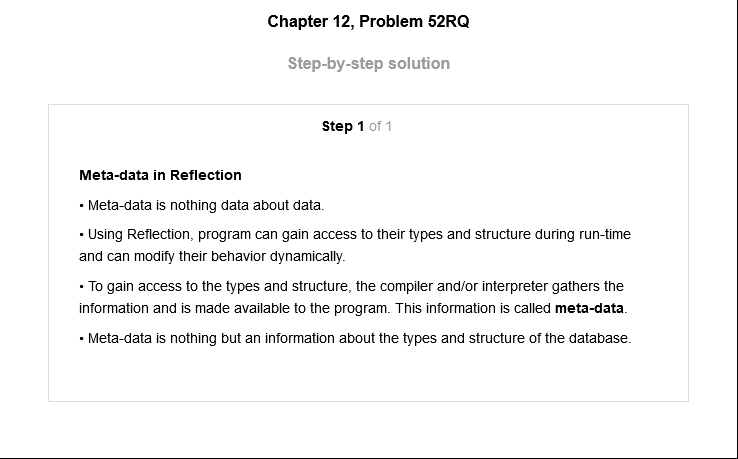 Chapter 12, Problem 52RQ
Step-by-step solution
Step 1 of 1
Meta-data in Reflection
• Meta-data is nothing data about data.
• Using Reflection, program can gain access to their types and structure during run-time
and can modify their behavior dynamically.
• To gain access to the types and structure, the compiler and/or interpreter gathers the
information and is made available to the program. This information is called meta-data.
• Meta-data is nothing but an information about the types and structure of the database.